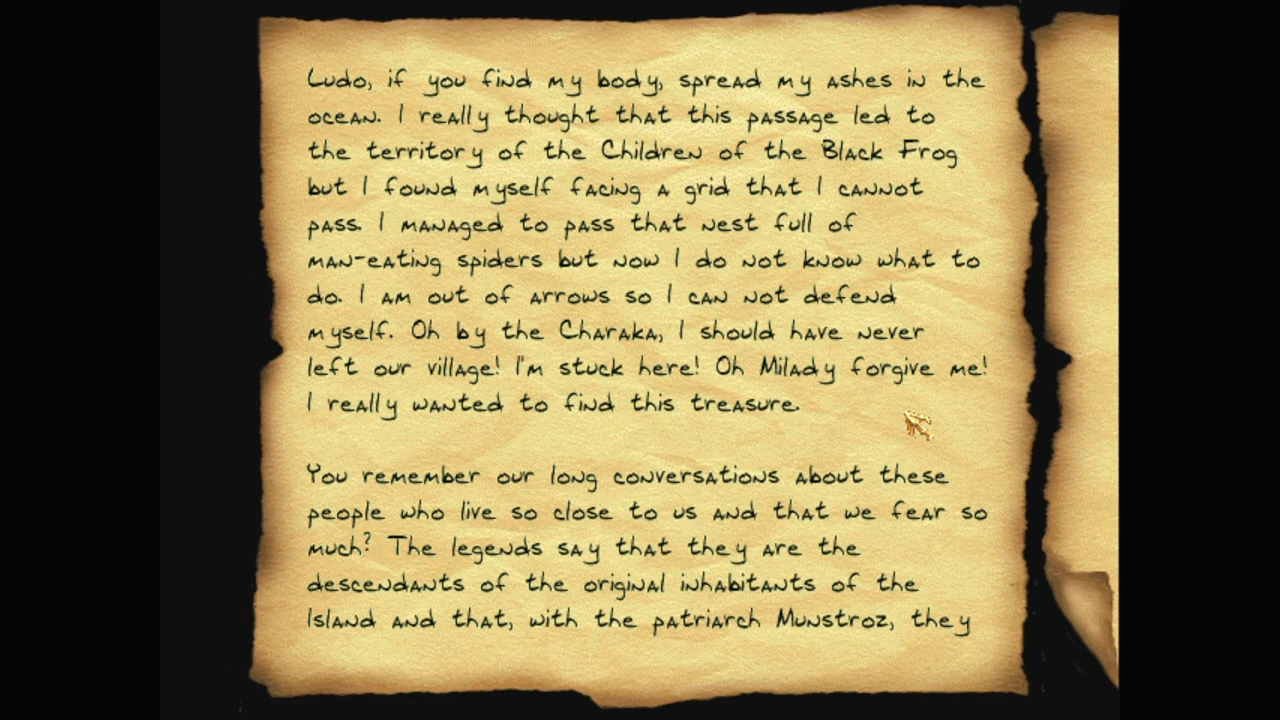 Ludo, if you find my body, spread my ashes in the
ocean. I really thought that this passage led to
the territory of the Children of the Black Frog
but I found myself facing a grid that I cannot
pass. I managed to pass that nest full of
man-eating spiders but now I do not know what to
do. I am out of arrows so I can not defend
myself. Oh by the Charaka, I should have never
left our village! I'm stuck here! Oh Milady forgive me!
I really wanted to find this treasure.
You remember our long conversations about these
people who live so close to us and that we fear so
much? The legends say that they are the
descendants of the original inhabitants of the
Island and that, with the patriarch Munstroz, they